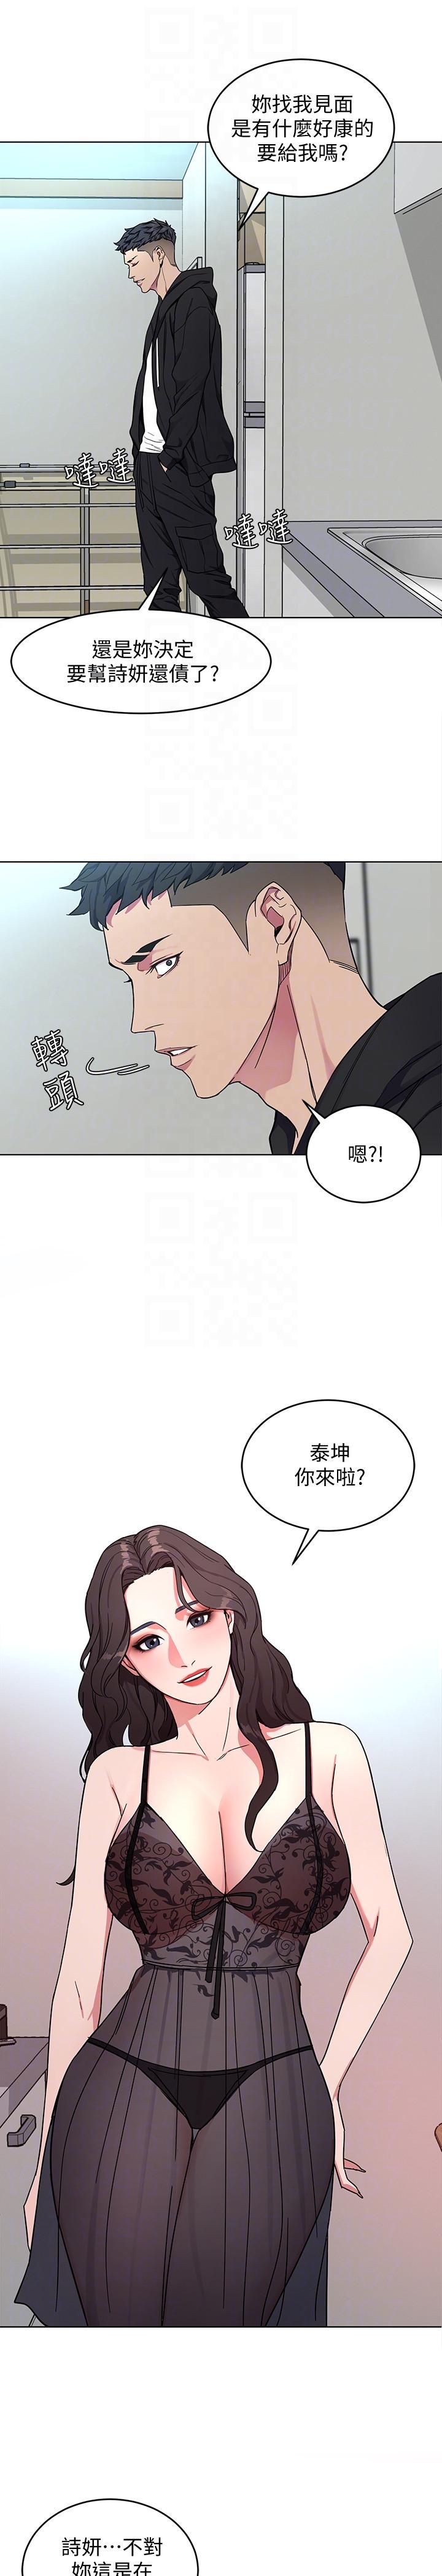 妳找我見面
是有什麼好康的
要給我嗎?
噠噠
噠噠
還是妳決定
要幫詩妍還債了?
轉頭
嗯?!
泰坤
你來啦?
詩妍⋯不對
妳這是在